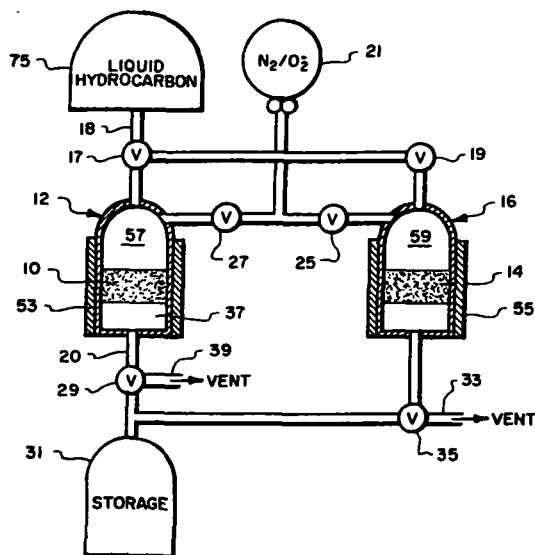 75
LIQUID
HYDROCARBON
N₂/O₂⁻
21
18
17
V
V
19
12
57
V
27
V
25
59
16
10
53
37
14
55
20
39
29
V
VENT
33
V
VENT
35
31
STORAGE